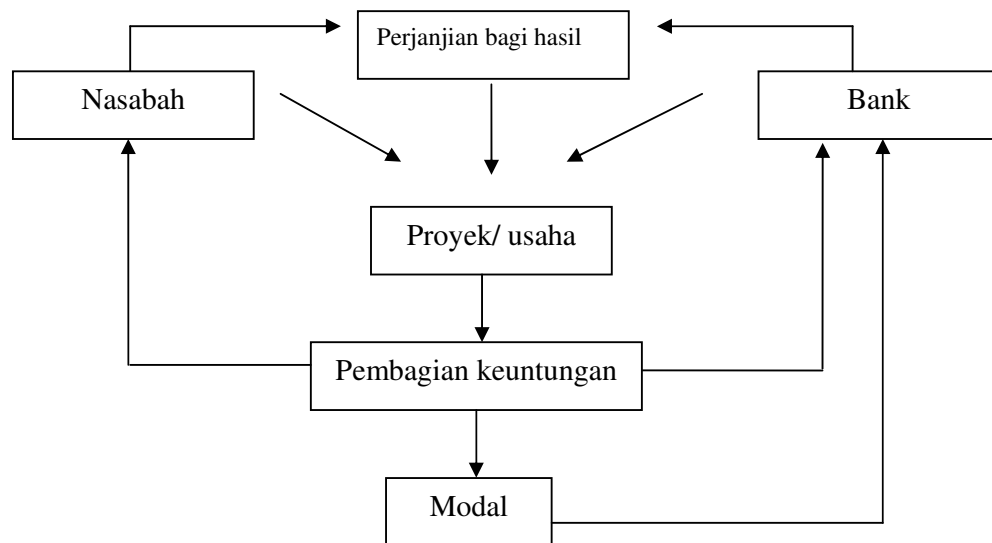 Perjanjian bagi hasil
Nasabah
Bank
Proyek/ usaha
Pembagian keuntungan
Modal